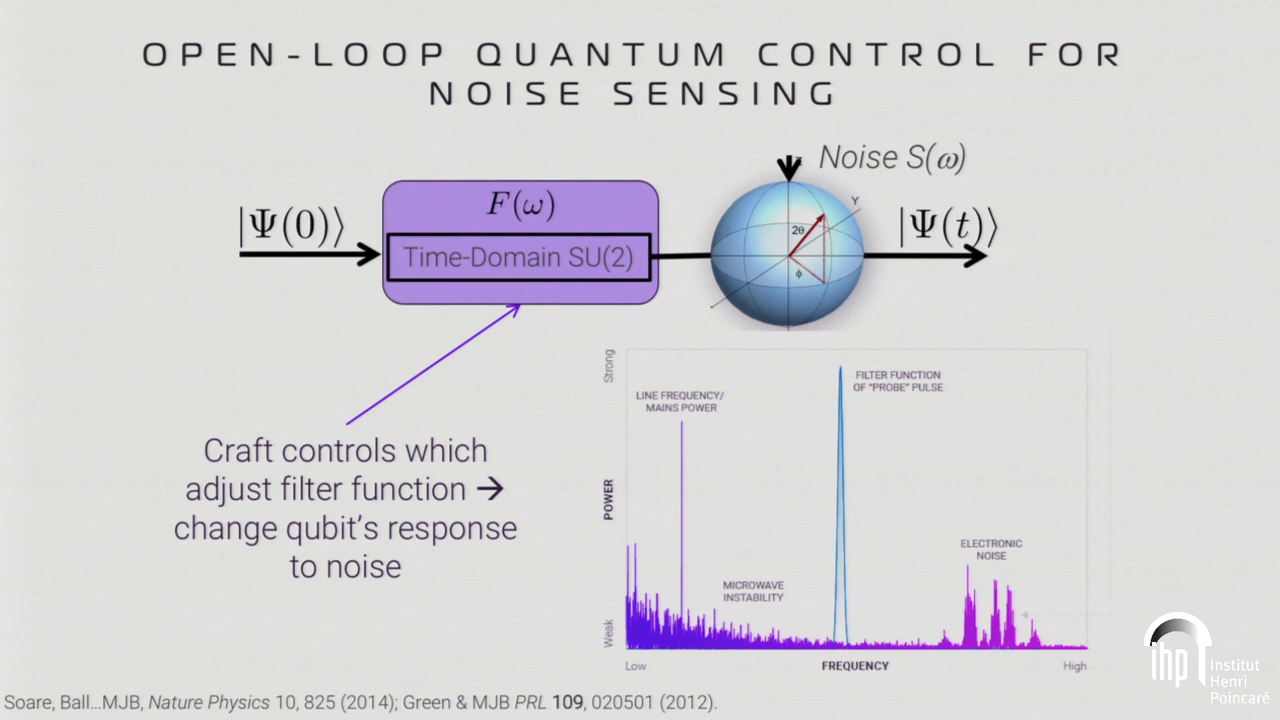 OPEN-LOOP QUANTUM CONTROL FOR
NOISE SENSING
Noise S(ω)
|Ψ(0)⟩
F(ω)
Time-Domain SU(2)
Y
2θ
ϕ
|Ψ(t)⟩
Craft controls which
adjust filter function →
change qubit's response
to noise
Strong
POWER
Weak
LINE FREQUENCY/
MAINS POWER
FILTER FUNCTION
OF "PROBE" PULSE
MICROWAVE
INSTABILITY
ELECTRONIC
NOISE
Low
FREQUENCY
High
ihp
Institut
Henri
Poincaré
Soare, Ball...MJB, Nature Physics 10, 825 (2014); Green & MJB PRL 109, 020501 (2012).